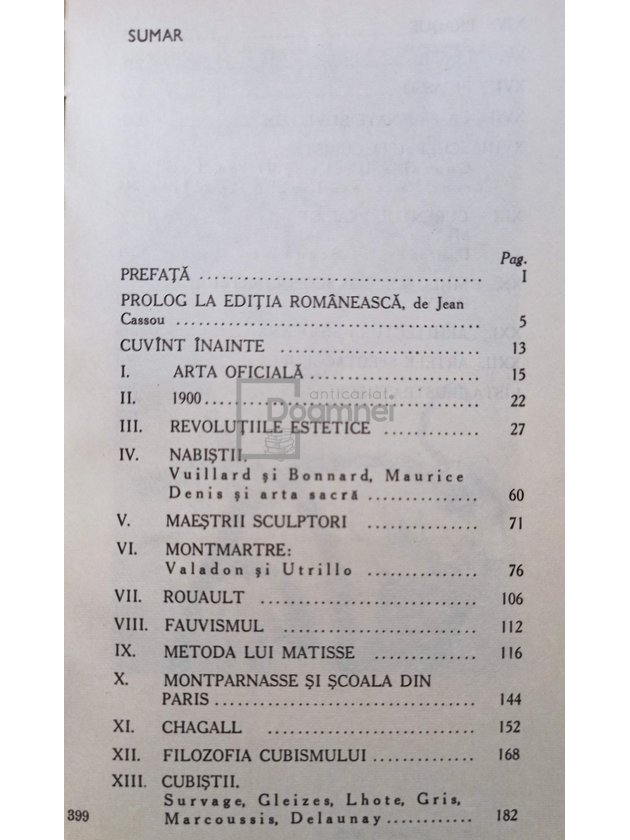 SUMAR
Pag.
PREFAȚĂ ........ I
PROLOG LA EDIȚIA ROMÂNEASCĂ, de Jean
Cassou ........ 5
CUVÎNT ÎNAINTE ........ 13
I. ARTA OFICIALĂ ........ 15
II. 1900 ........ 22
III. REVOLUȚIILE ESTETICE ........ 27
IV. NABIȘTII.
Vuillard și Bonnard, Maurice
Denis și arta sacră ........ 60
V. MAEȘTRII SCULPTORI ........ 71
VI. MONTMARTRE:
Valadon și Utrillo ........ 76
VII. ROUAULT ........ 106
VIII. FAUVISMUL ........ 112
IX. METODA LUI MATISSE ........ 116
X. MONTPARNASSE ȘI ȘCOALA DIN
PARIS ........ 144
XI. CHAGALL ........ 152
XII. FILOZOFIA CUBISMULUI ........ 168
XIII. CUBIȘTII.
Survage, Gleizes, Lhote, Gris,
Marcoussis, Delaunay ........ 182
399
anticariat
Doamnei